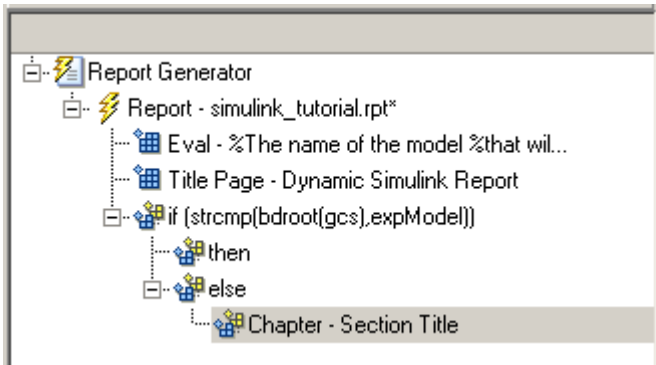 Report Generator
Report - simulink_tutorial.rpt*
Eval - %The name of the model %that wil...
Title Page - Dynamic Simulink Report
if (strcmp(bdroot(gcs),expModel))
then
else
Chapter - Section Title